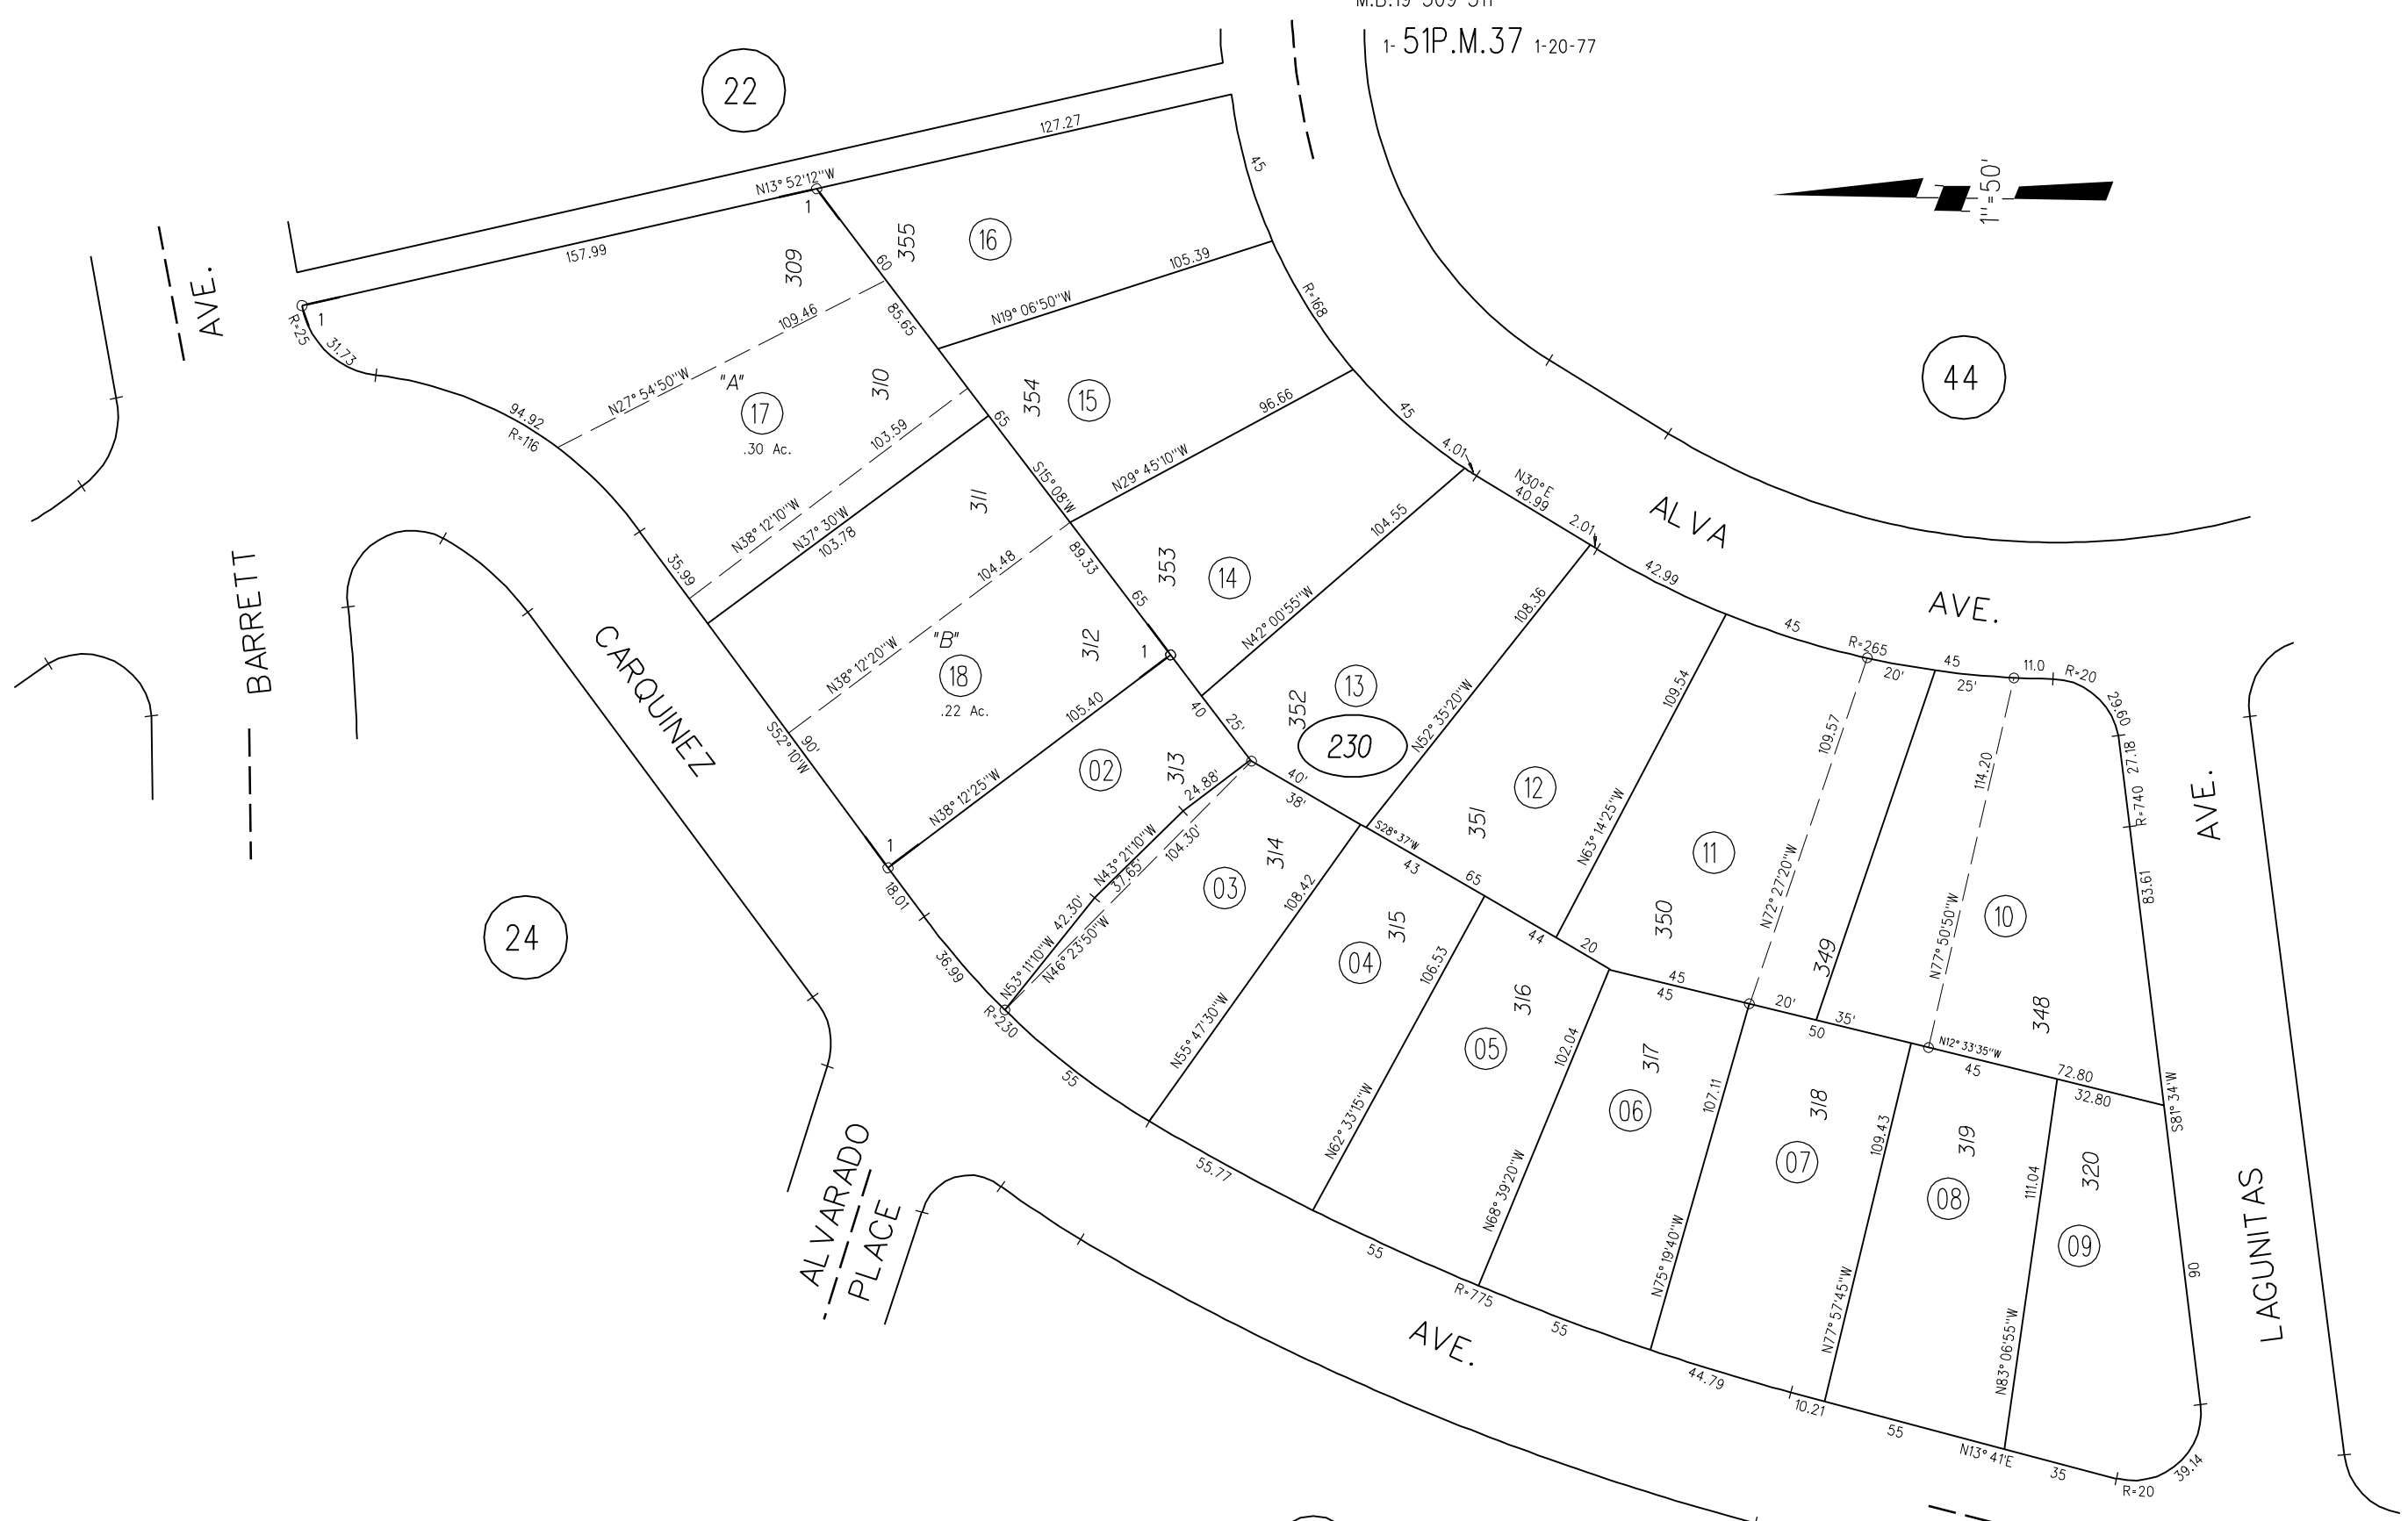 1- 51P.M.37 1-20-77
22
127.27
N13° 52'12"W
1
157.99
309
60
355
16
45
105.39
N19° 06'50"W
R=168
1"=50'
AVE.
R=25
1
31.73
109.46
N27° 54'50"W
"A"
17
.30 Ac.
310
85.65
354
15
44
94.92
R=116
103.59
N38° 12'10"W
N37° 30'W
103.78
311
65
S15° 08'W
96.66
N29° 45'10"W
45
4.01
N30° E
40.99
2.01
ALVA
AVE.
BARRETT
CARQUINEZ
35.99
104.48
N38° 12'20"W
"B"
18
.22 Ac.
312
1
89.33
65
353
14
104.55
N42° 00'55"W
42.99
45
R=265
20'
45
25'
11.0
R=20
29.60
27.18
R=740
83.61
AVE.
S52° 10'W
90'
105.40
N38° 12'25"W
1
02
313
40
25'
352
13
230
108.36
N52° 35'20"W
109.54
N63° 14'25"W
12
351
109.57
N72° 27'20"W
11
350
349
114.20
N77° 50'50"W
10
348
24
18.01
36.99
24.88'
N43° 21'10"W
37.65'
104.30'
N53° 11'10"W 42.30'
N46° 23'50"W
R=230
03
314
40'
38'
S28° 37'W
43
65
44
20
108.42
N55° 47'30"W
04
315
106.53
N62° 33'15"W
05
316
102.04
N68° 39'20"W
45
45
20'
50
35'
N12° 33'35"W
45
72.80
32.80
S81° 34'W
06
317
107.11
N75° 19'40"W
07
318
109.43
N77° 57'45"W
08
319
111.04
N83° 06'55"W
09
320
90
LAGUNITAS
55
55.77
55
R=775
55
44.79
10.21
55
N13° 41'E
35
R=20
39.14
ALVARADO
PLACE
AVE.